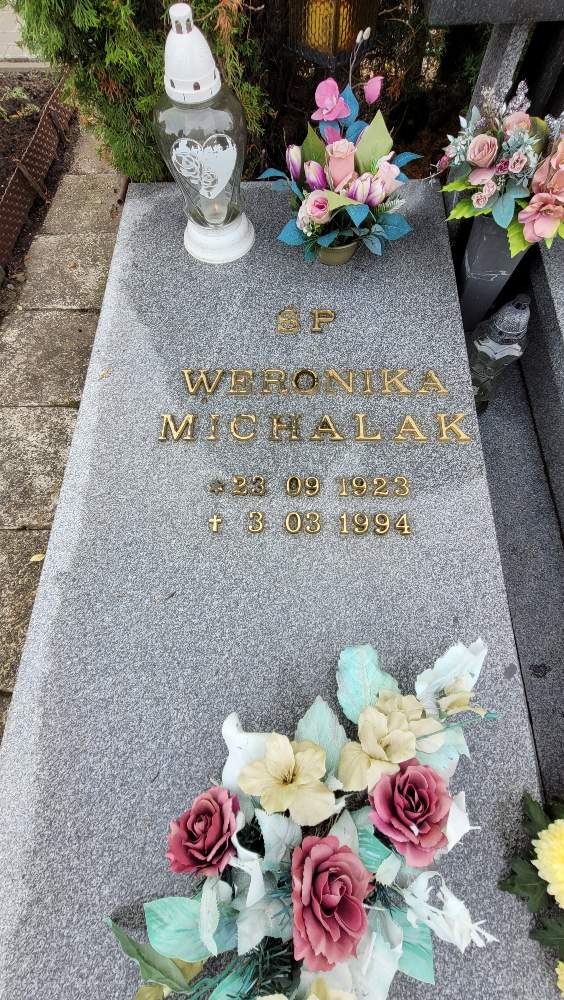 ŚP
WERONIKA
MICHALAK
* 23 09 1923
✝ 3 03 1994